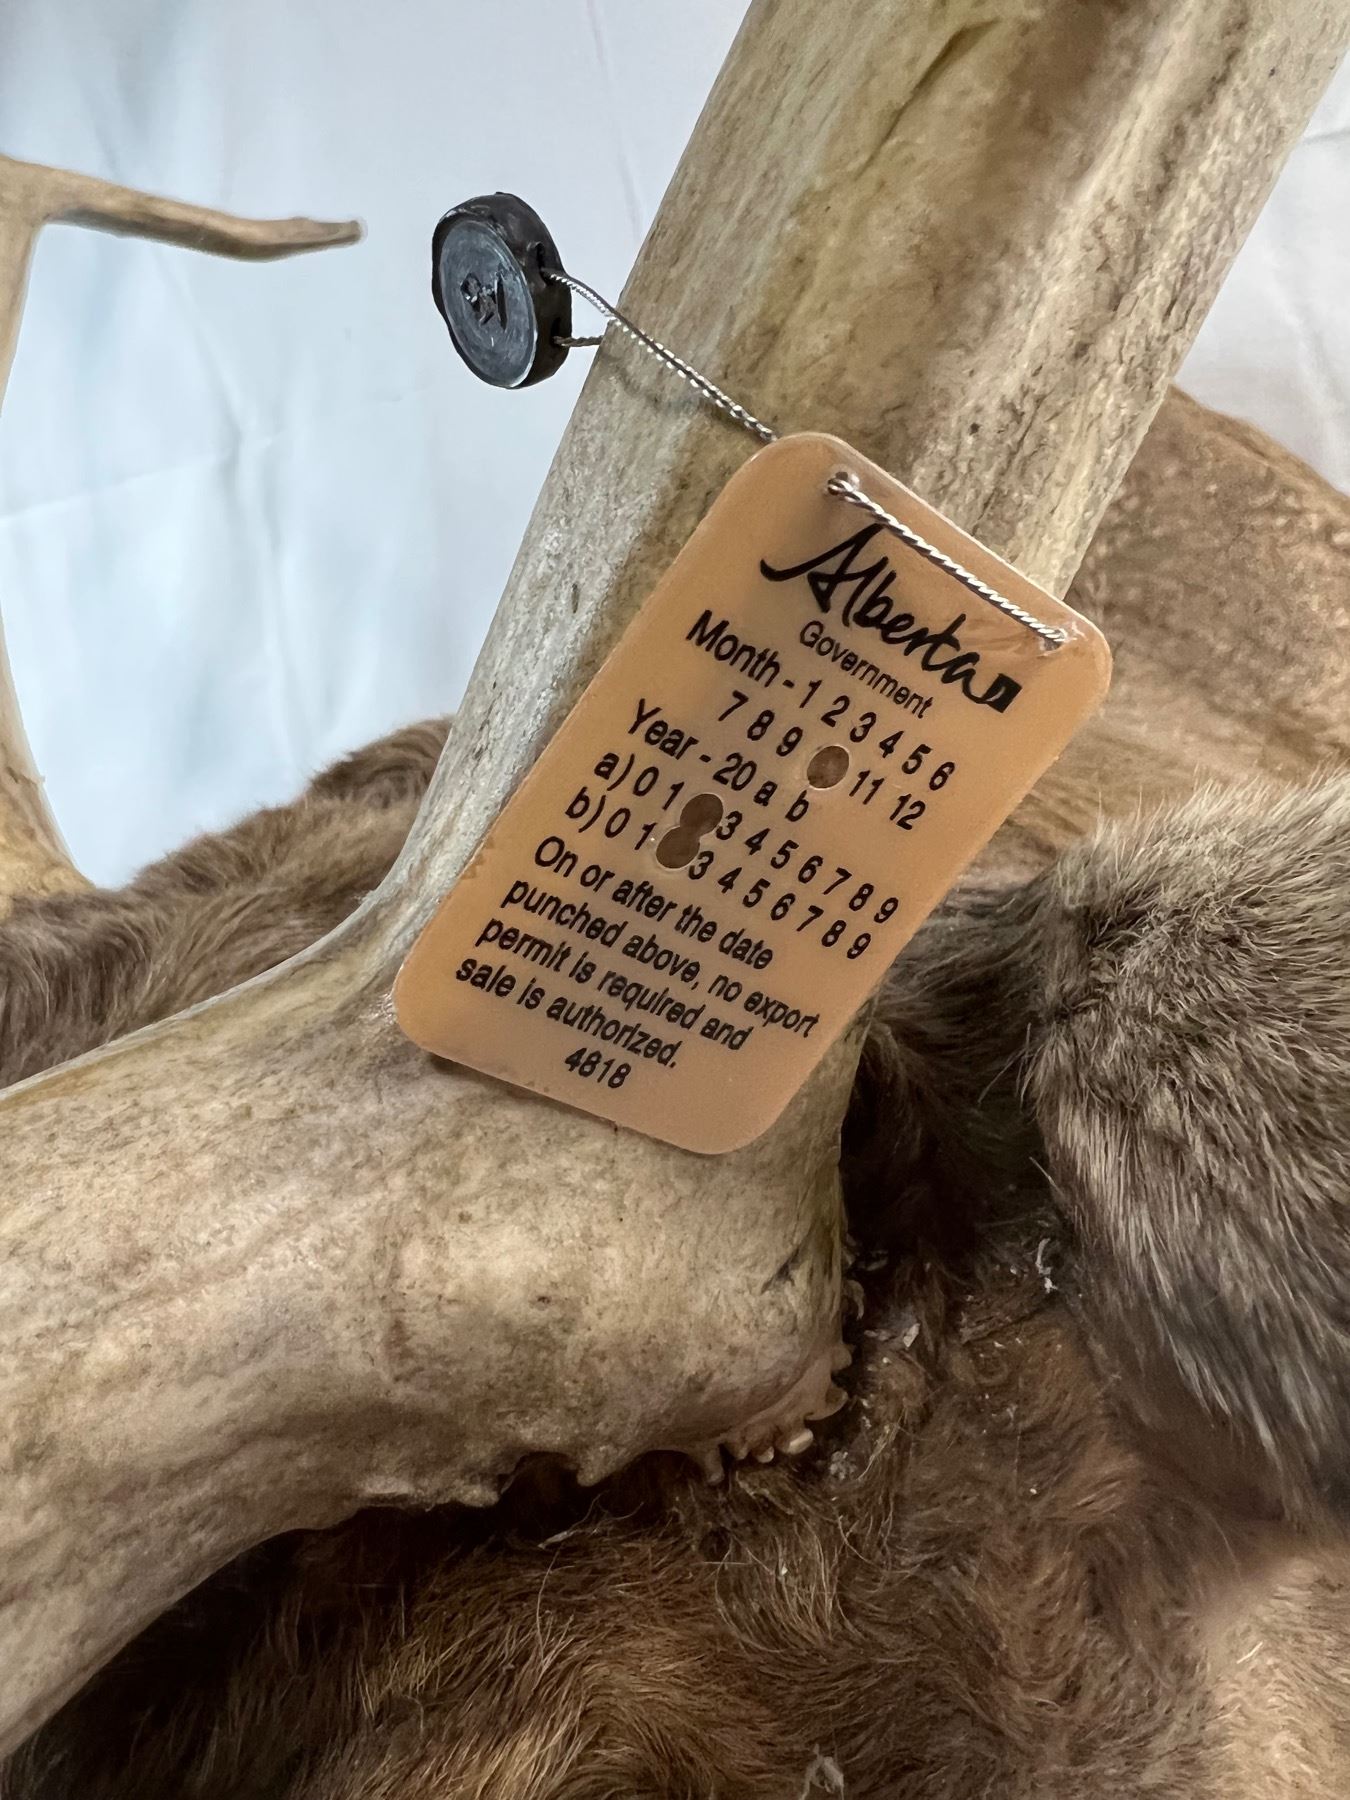 Alberta
Government
Month - 1 2 3 4 5 6
7 8 9 11 12
Year - 20 a b
a) 0 1 3 4 5 6 7 8 9
b) 0 1 3 4 5 6 7 8 9
On or after the date
punched above, no export
permit is required and
sale is authorized.
4818